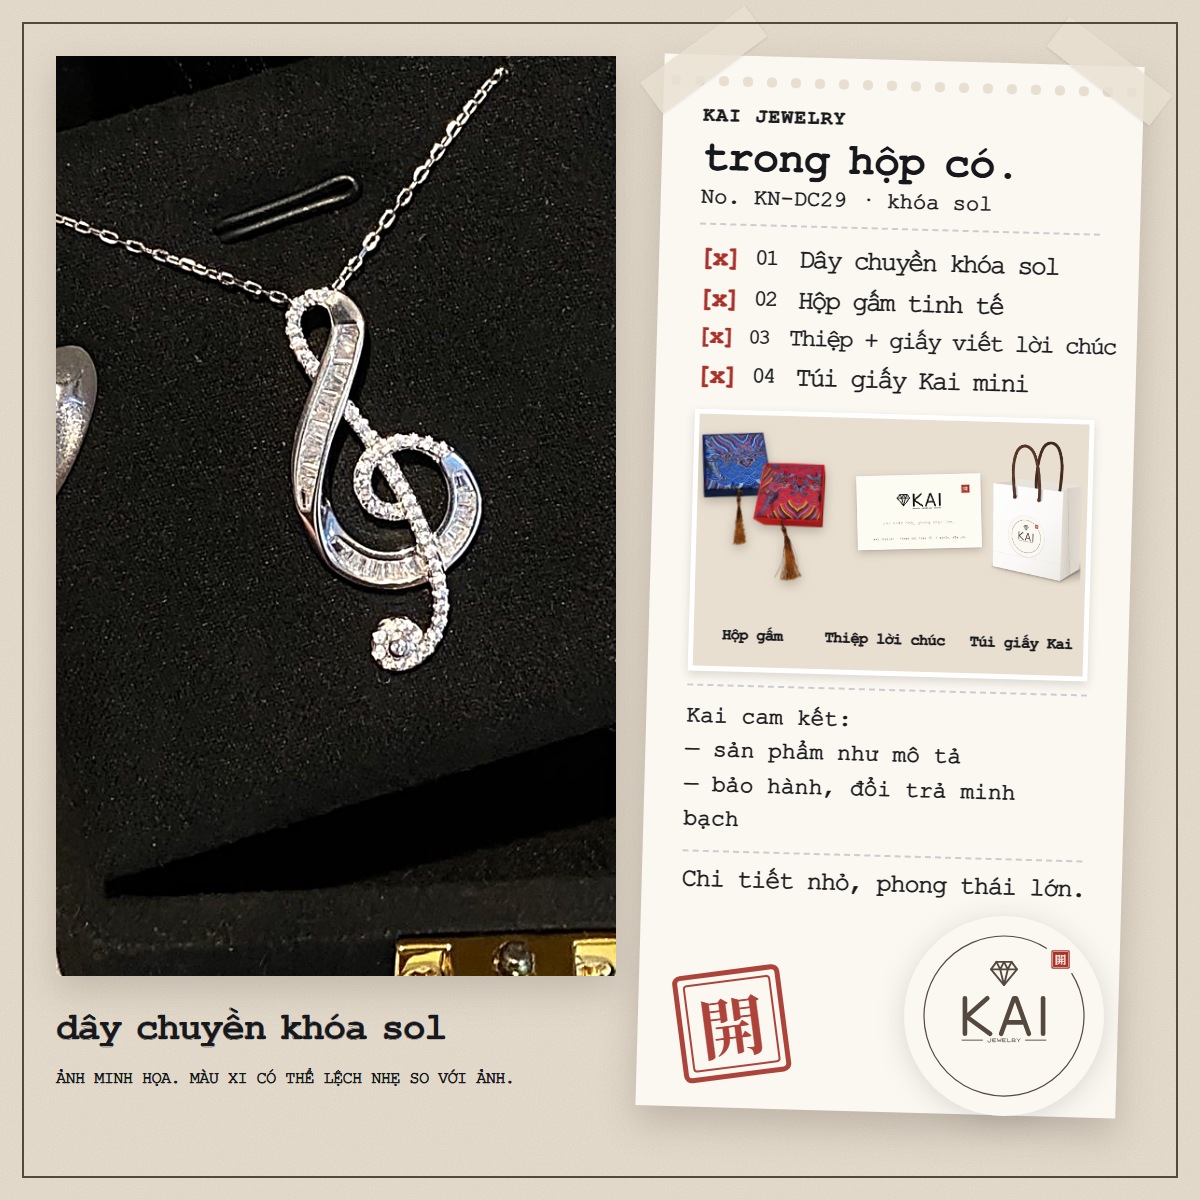 KAI JEWELRY
trong hộp có.
No. KN-DC29 · khóa sol
[x] 01 Dây chuyền khóa sol
[x] 02 Hộp gấm tinh tế
[x] 03 Thiệp + giấy viết lời chúc
[x] 04 Túi giấy Kai mini
KAI
開
KAI
Hộp gấm Thiệp lời chúc Túi giấy Kai
Kai cam kết:
— sản phẩm như mô tả
— bảo hành, đổi trả minh
bạch
Chi tiết nhỏ, phong thái lớn.
開
開
KAI
JEWELRY
dây chuyền khóa sol
ẢNH MINH HỌA. MÀU XI CÓ THỂ LỆCH NHẸ SO VỚI ẢNH.